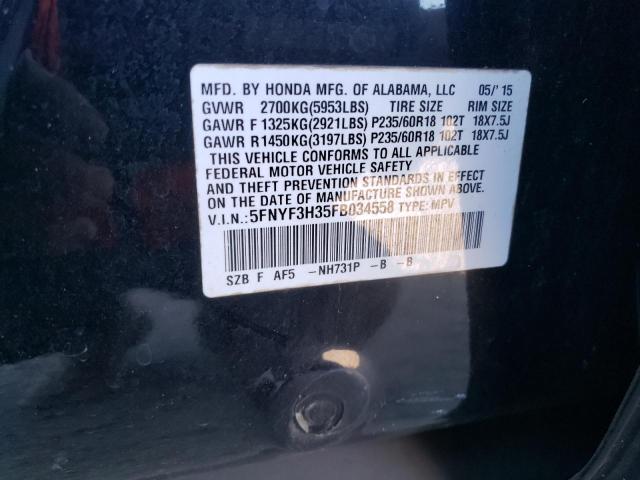 MFD. BY HONDA MFG. OF ALABAMA, LLC 05/'15
GVWR 2700KG(5953LBS) TIRE SIZE RIM SIZE
GAWR F 1325KG(2921LBS) P235/60R18 102T 18X7.5J
GAWR R1450KG(3197LBS) P235/60R18 102T 18X7.5J
THIS VEHICLE CONFORMS TO ALL APPLICABLE
FEDERAL MOTOR VEHICLE SAFETY
AND THEFT PREVENTION STANDARDS IN EFFECT
ON THE DATE OF MANUFACTURE SHOWN ABOVE.
V.I.N.: 5FNYF3H35FB034558 TYPE: MPV
SZB F AF5 -NH731P -B -B